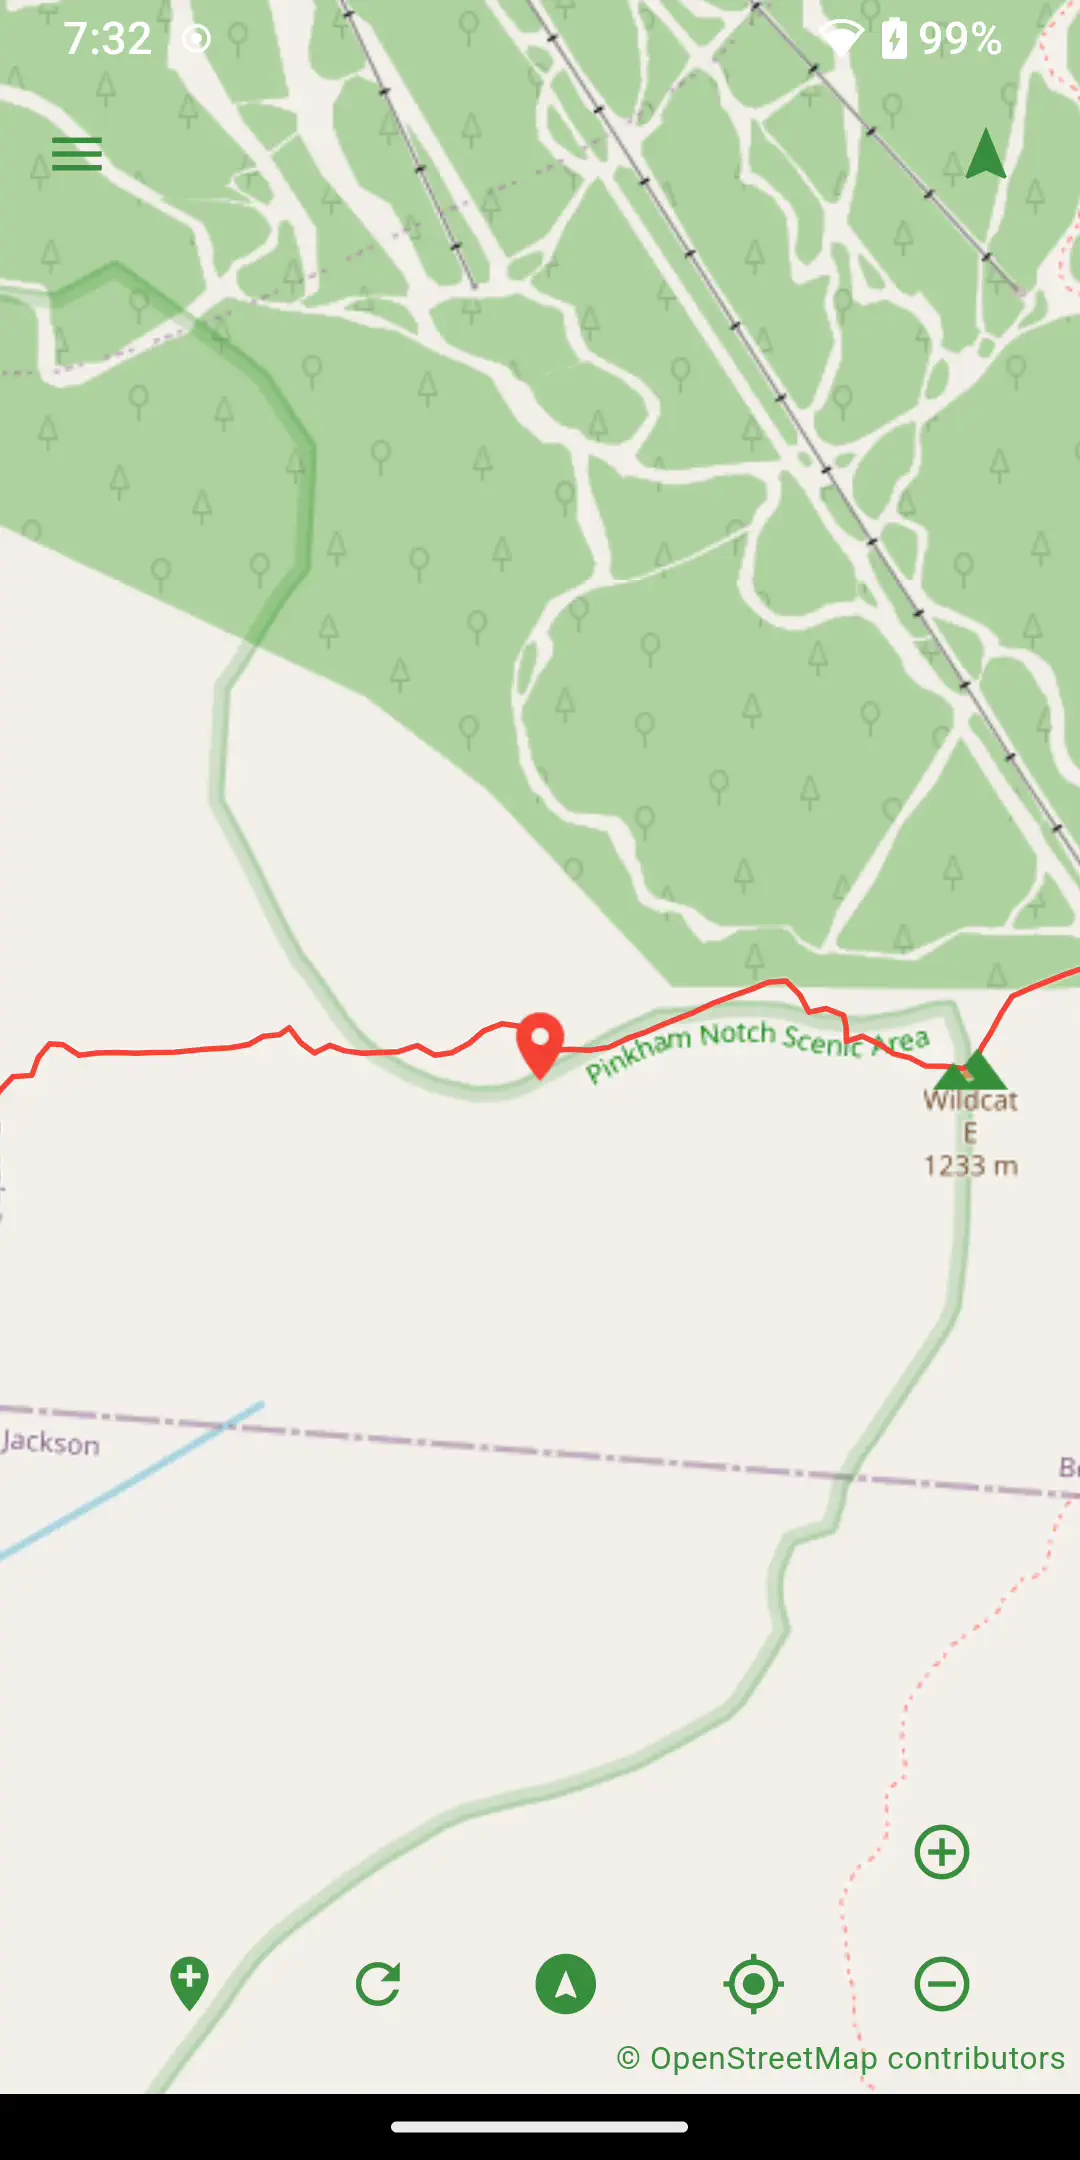 7:32
99%
Pinkham Notch Scenic Area
Wildcat
E
1233 m
Jackson
© OpenStreetMap contributors